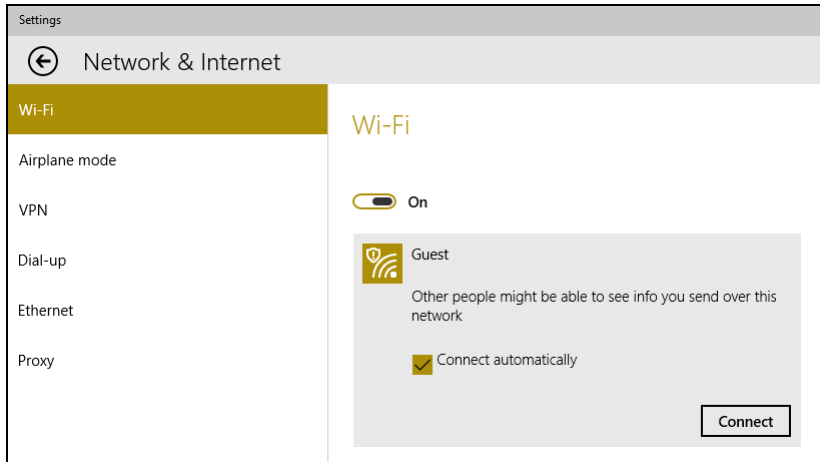 Settings
Network & Internet
Wi-Fi
Airplane mode
VPN
Dial-up
Ethernet
Proxy
Wi-Fi
On
Guest
Other people might be able to see info you send over this
network
Connect automatically
Connect